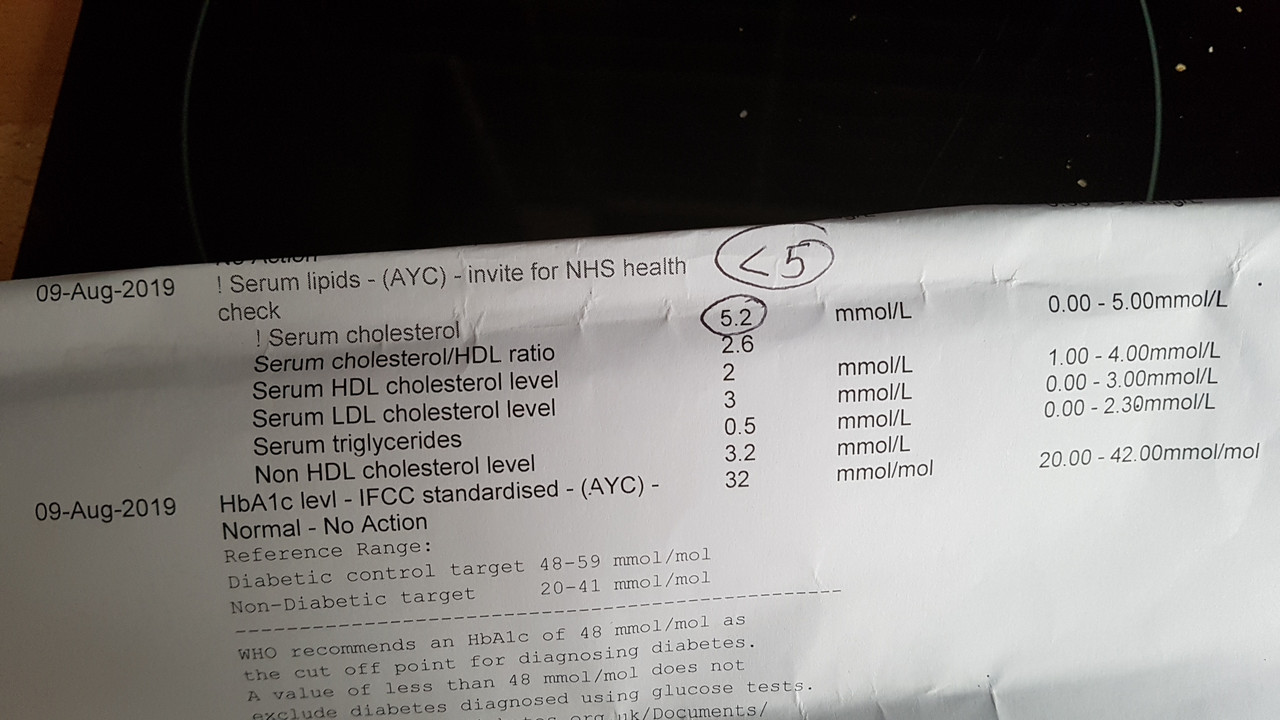 No Action
09-Aug-2019 ! Serum lipids - (AYC) - invite for NHS health < 5
check
! Serum cholesterol 5.2 mmol/L 0.00 - 5.00mmol/L
Serum cholesterol/HDL ratio 2.6
Serum HDL cholesterol level 2 mmol/L 1.00 - 4.00mmol/L
Serum LDL cholesterol level 3 mmol/L 0.00 - 3.00mmol/L
Serum triglycerides 0.5 mmol/L 0.00 - 2.30mmol/L
Non HDL cholesterol level 3.2 mmol/L
09-Aug-2019 HbA1c levl - IFCC standardised - (AYC) - 32 mmol/mol 20.00 - 42.00mmol/mol
Normal - No Action
Reference Range:
Diabetic control target 48-59 mmol/mol
Non-Diabetic target 20-41 mmol/mol
--------------------------------------------------
WHO recommends an HbA1c of 48 mmol/mol as
the cut off point for diagnosing diabetes.
A value of less than 48 mmol/mol does not
exclude diabetes diagnosed using glucose tests.
org.uk/Documents/